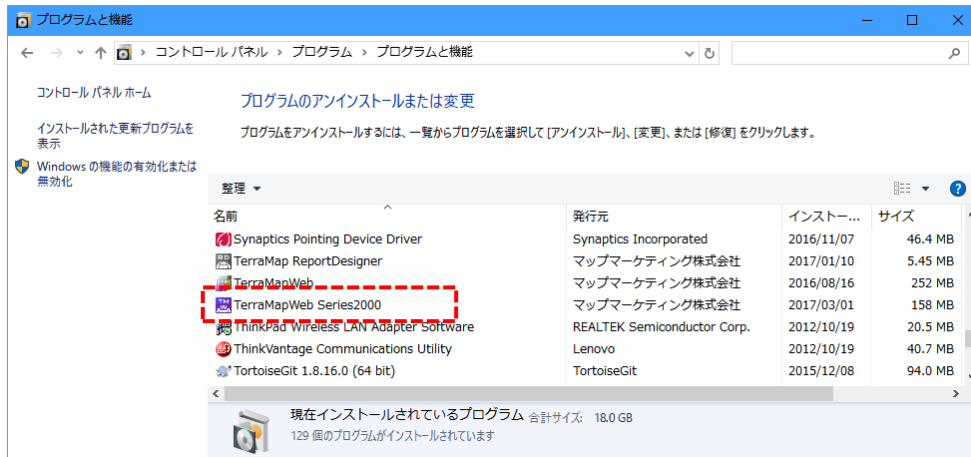 プログラムと機能
コントロール パネル › プログラム › プログラムと機能
コントロール パネル ホーム
インストールされた更新プログラムを
表示
Windows の機能の有効化または
無効化
プログラムのアンインストールまたは変更
プログラムをアンインストールするには、一覧からプログラムを選択して [アンインストール]、[変更]、または [修復] をクリックします。
整理
名前 発行元 インストー... サイズ
Synaptics Pointing Device Driver Synaptics Incorporated 2016/11/07 46.4 MB
TerraMap ReportDesigner マップマーケティング株式会社 2017/01/10 5.45 MB
TerraMapWeb マップマーケティング株式会社 2016/08/16 252 MB
TerraMapWeb Series2000 マップマーケティング株式会社 2017/03/01 158 MB
ThinkPad Wireless LAN Adapter Software REALTEK Semiconductor Corp. 2012/10/19 20.5 MB
ThinkVantage Communications Utility Lenovo 2012/10/19 40.7 MB
TortoiseGit 1.8.16.0 (64 bit) TortoiseGit 2015/12/08 94.0 MB
現在インストールされているプログラム 合計サイズ: 18.0 GB
129 個のプログラムがインストールされています